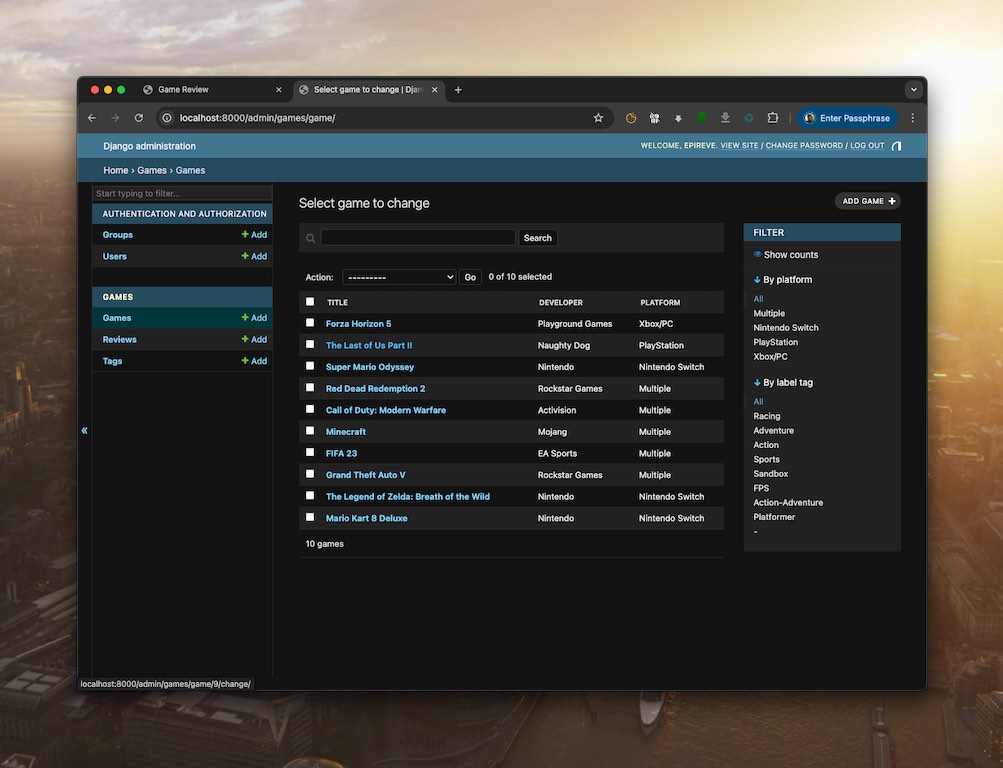 Game Review
Select game to change | Djan
localhost:8000/admin/games/game/
Enter Passphrase
Django administration
WELCOME, EPIREVE. VIEW SITE / CHANGE PASSWORD / LOG OUT
Home › Games › Games
Start typing to filter...
AUTHENTICATION AND AUTHORIZATION
Groups + Add
Users + Add
GAMES
Games + Add
Reviews + Add
Tags + Add
«
Select game to change
ADD GAME +
Search
Action: --------- Go 0 of 10 selected
TITLE DEVELOPER PLATFORM
Forza Horizon 5 Playground Games Xbox/PC
The Last of Us Part II Naughty Dog PlayStation
Super Mario Odyssey Nintendo Nintendo Switch
Red Dead Redemption 2 Rockstar Games Multiple
Call of Duty: Modern Warfare Activision Multiple
Minecraft Mojang Multiple
FIFA 23 EA Sports Multiple
Grand Theft Auto V Rockstar Games Multiple
The Legend of Zelda: Breath of the Wild Nintendo Nintendo Switch
Mario Kart 8 Deluxe Nintendo Nintendo Switch
10 games
FILTER
Show counts
↓ By platform
All
Multiple
Nintendo Switch
PlayStation
Xbox/PC
↓ By label tag
All
Racing
Adventure
Action
Sports
Sandbox
FPS
Action-Adventure
Platformer
-
localhost:8000/admin/games/game/9/change/